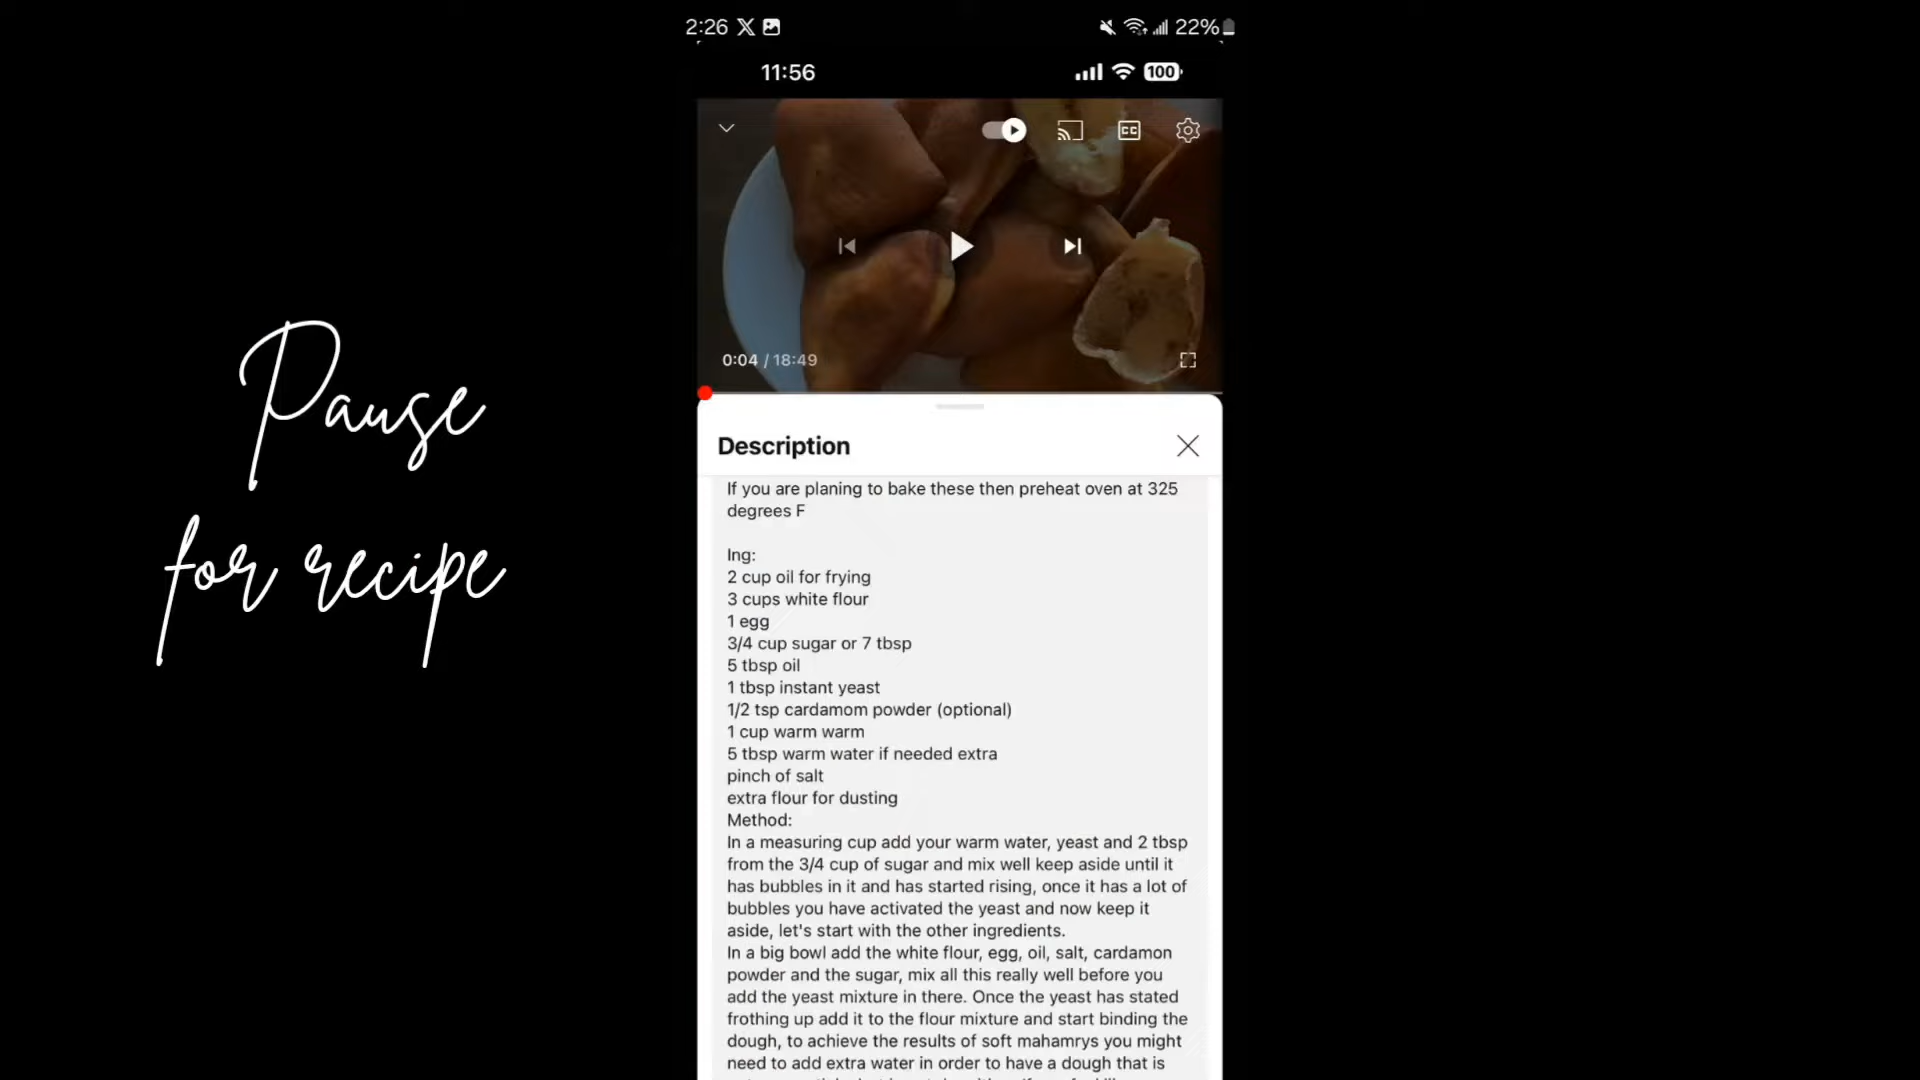 2:26
22%
11:56
100
CC
0:04 / 18:49
Pause
for recipe
Description
If you are planing to bake these then preheat oven at 325
degrees F
Ing:
2 cup oil for frying
3 cups white flour
1 egg
3/4 cup sugar or 7 tbsp
5 tbsp oil
1 tbsp instant yeast
1/2 tsp cardamom powder (optional)
1 cup warm warm
5 tbsp warm water if needed extra
pinch of salt
extra flour for dusting
Method:
In a measuring cup add your warm water, yeast and 2 tbsp
from the 3/4 cup of sugar and mix well keep aside until it
has bubbles in it and has started rising, once it has a lot of
bubbles you have activated the yeast and now keep it
aside, let's start with the other ingredients.
In a big bowl add the white flour, egg, oil, salt, cardamon
powder and the sugar, mix all this really well before you
add the yeast mixture in there. Once the yeast has stated
frothing up add it to the flour mixture and start binding the
dough, to achieve the results of soft mahamrys you might
need to add extra water in order to have a dough that is